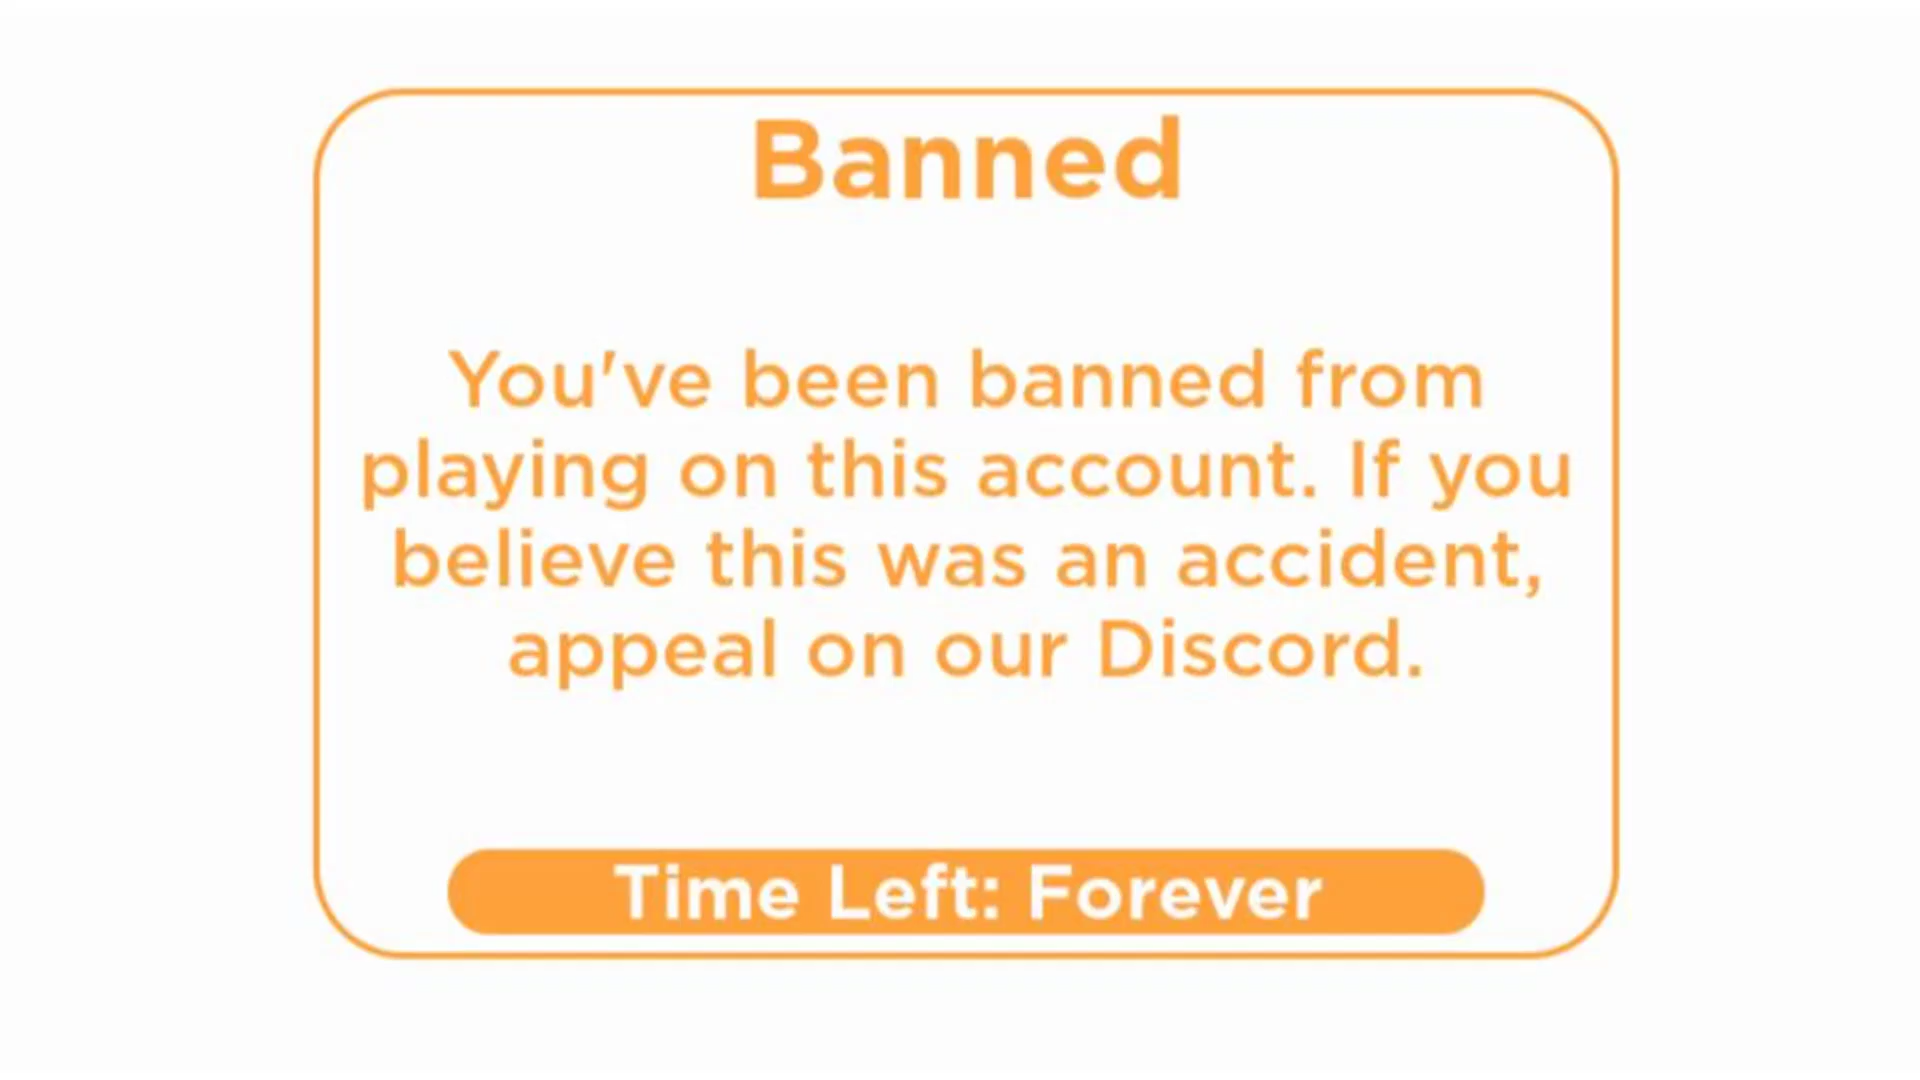 Banned
You've been banned from
playing on this account. If you
believe this was an accident,
appeal on our Discord.
Time Left: Forever